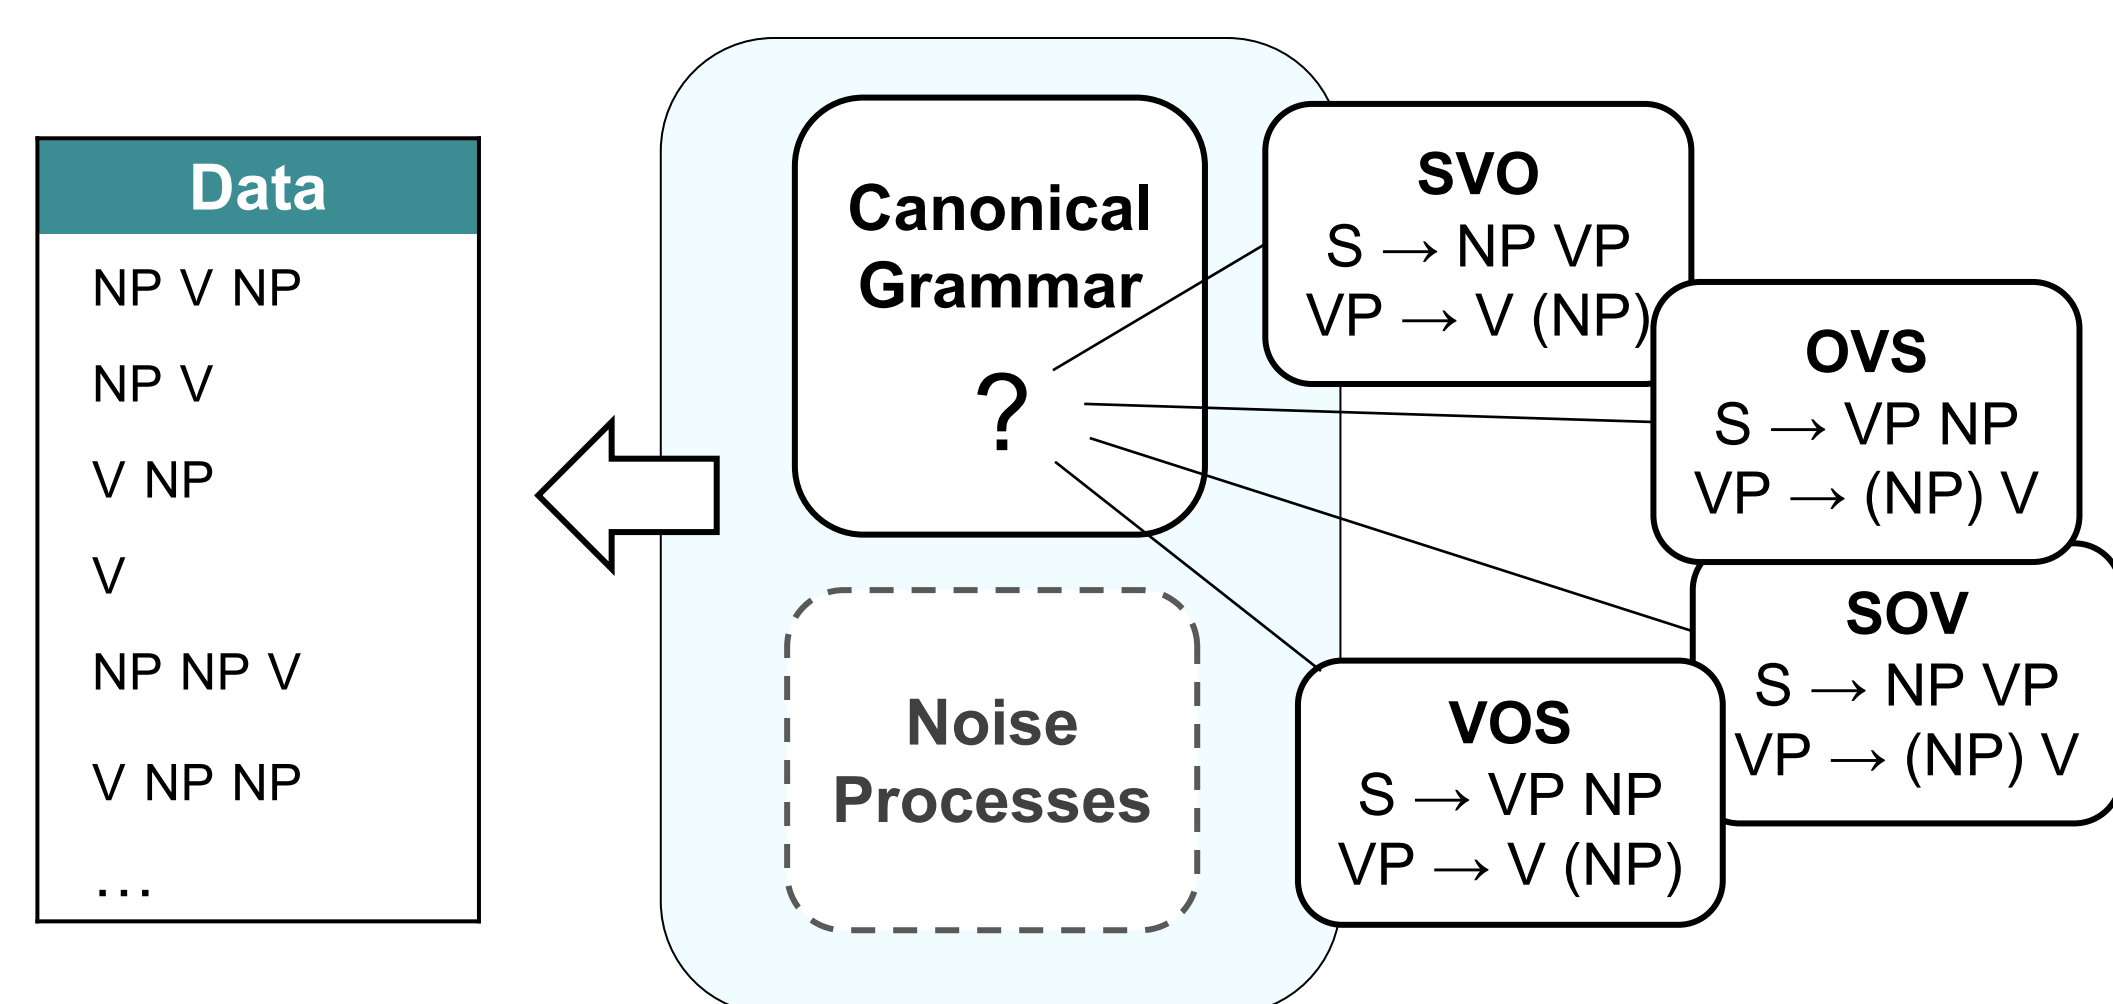 Data
NP V NP
NP V
V NP
V
NP NP V
V NP NP
…
Canonical
Grammar
?
Noise
Processes
SVO
S → NP VP
VP → V (NP)
OVS
S → VP NP
VP → (NP) V
SOV
S → NP VP
VP → (NP) V
VOS
S → VP NP
VP → V (NP)